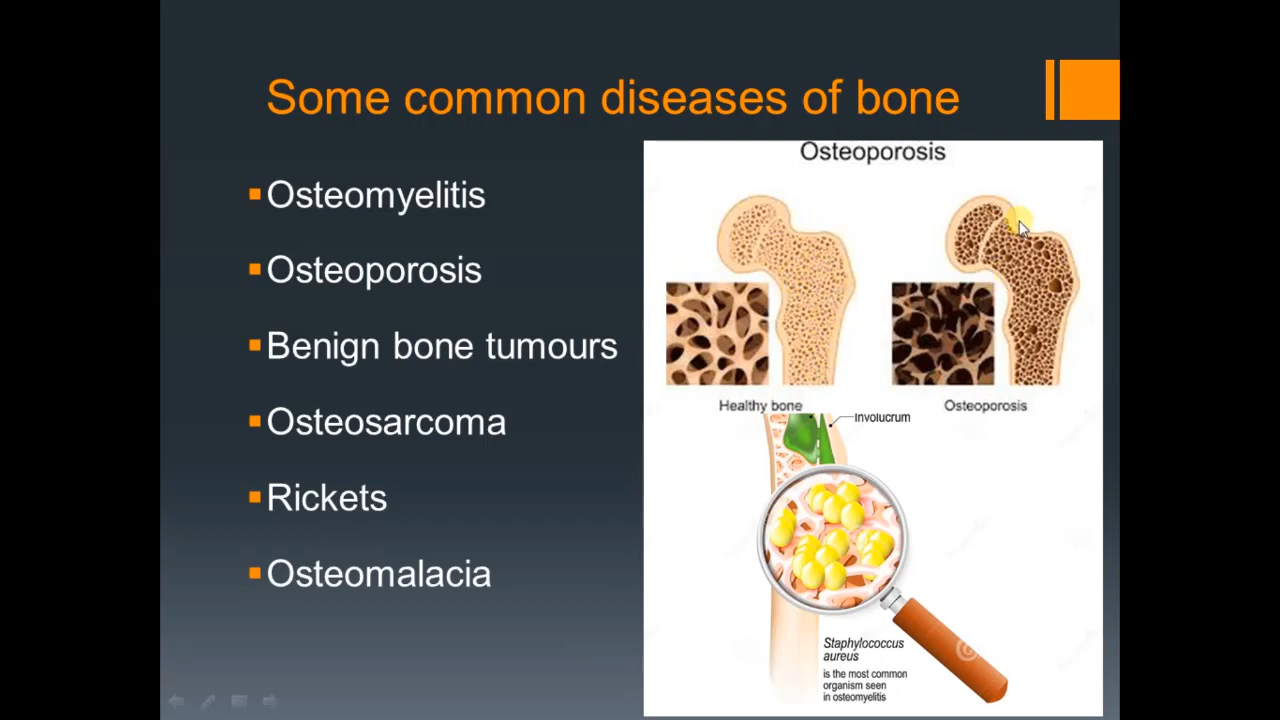 Some common diseases of bone
Osteomyelitis
Osteoporosis
Benign bone tumours
Osteosarcoma
Rickets
Osteomalacia
Osteoporosis
Healthy bone
Osteoporosis
Involucrum
Staphylococcus
aureus
is the most common
organism seen
in osteomyelitis